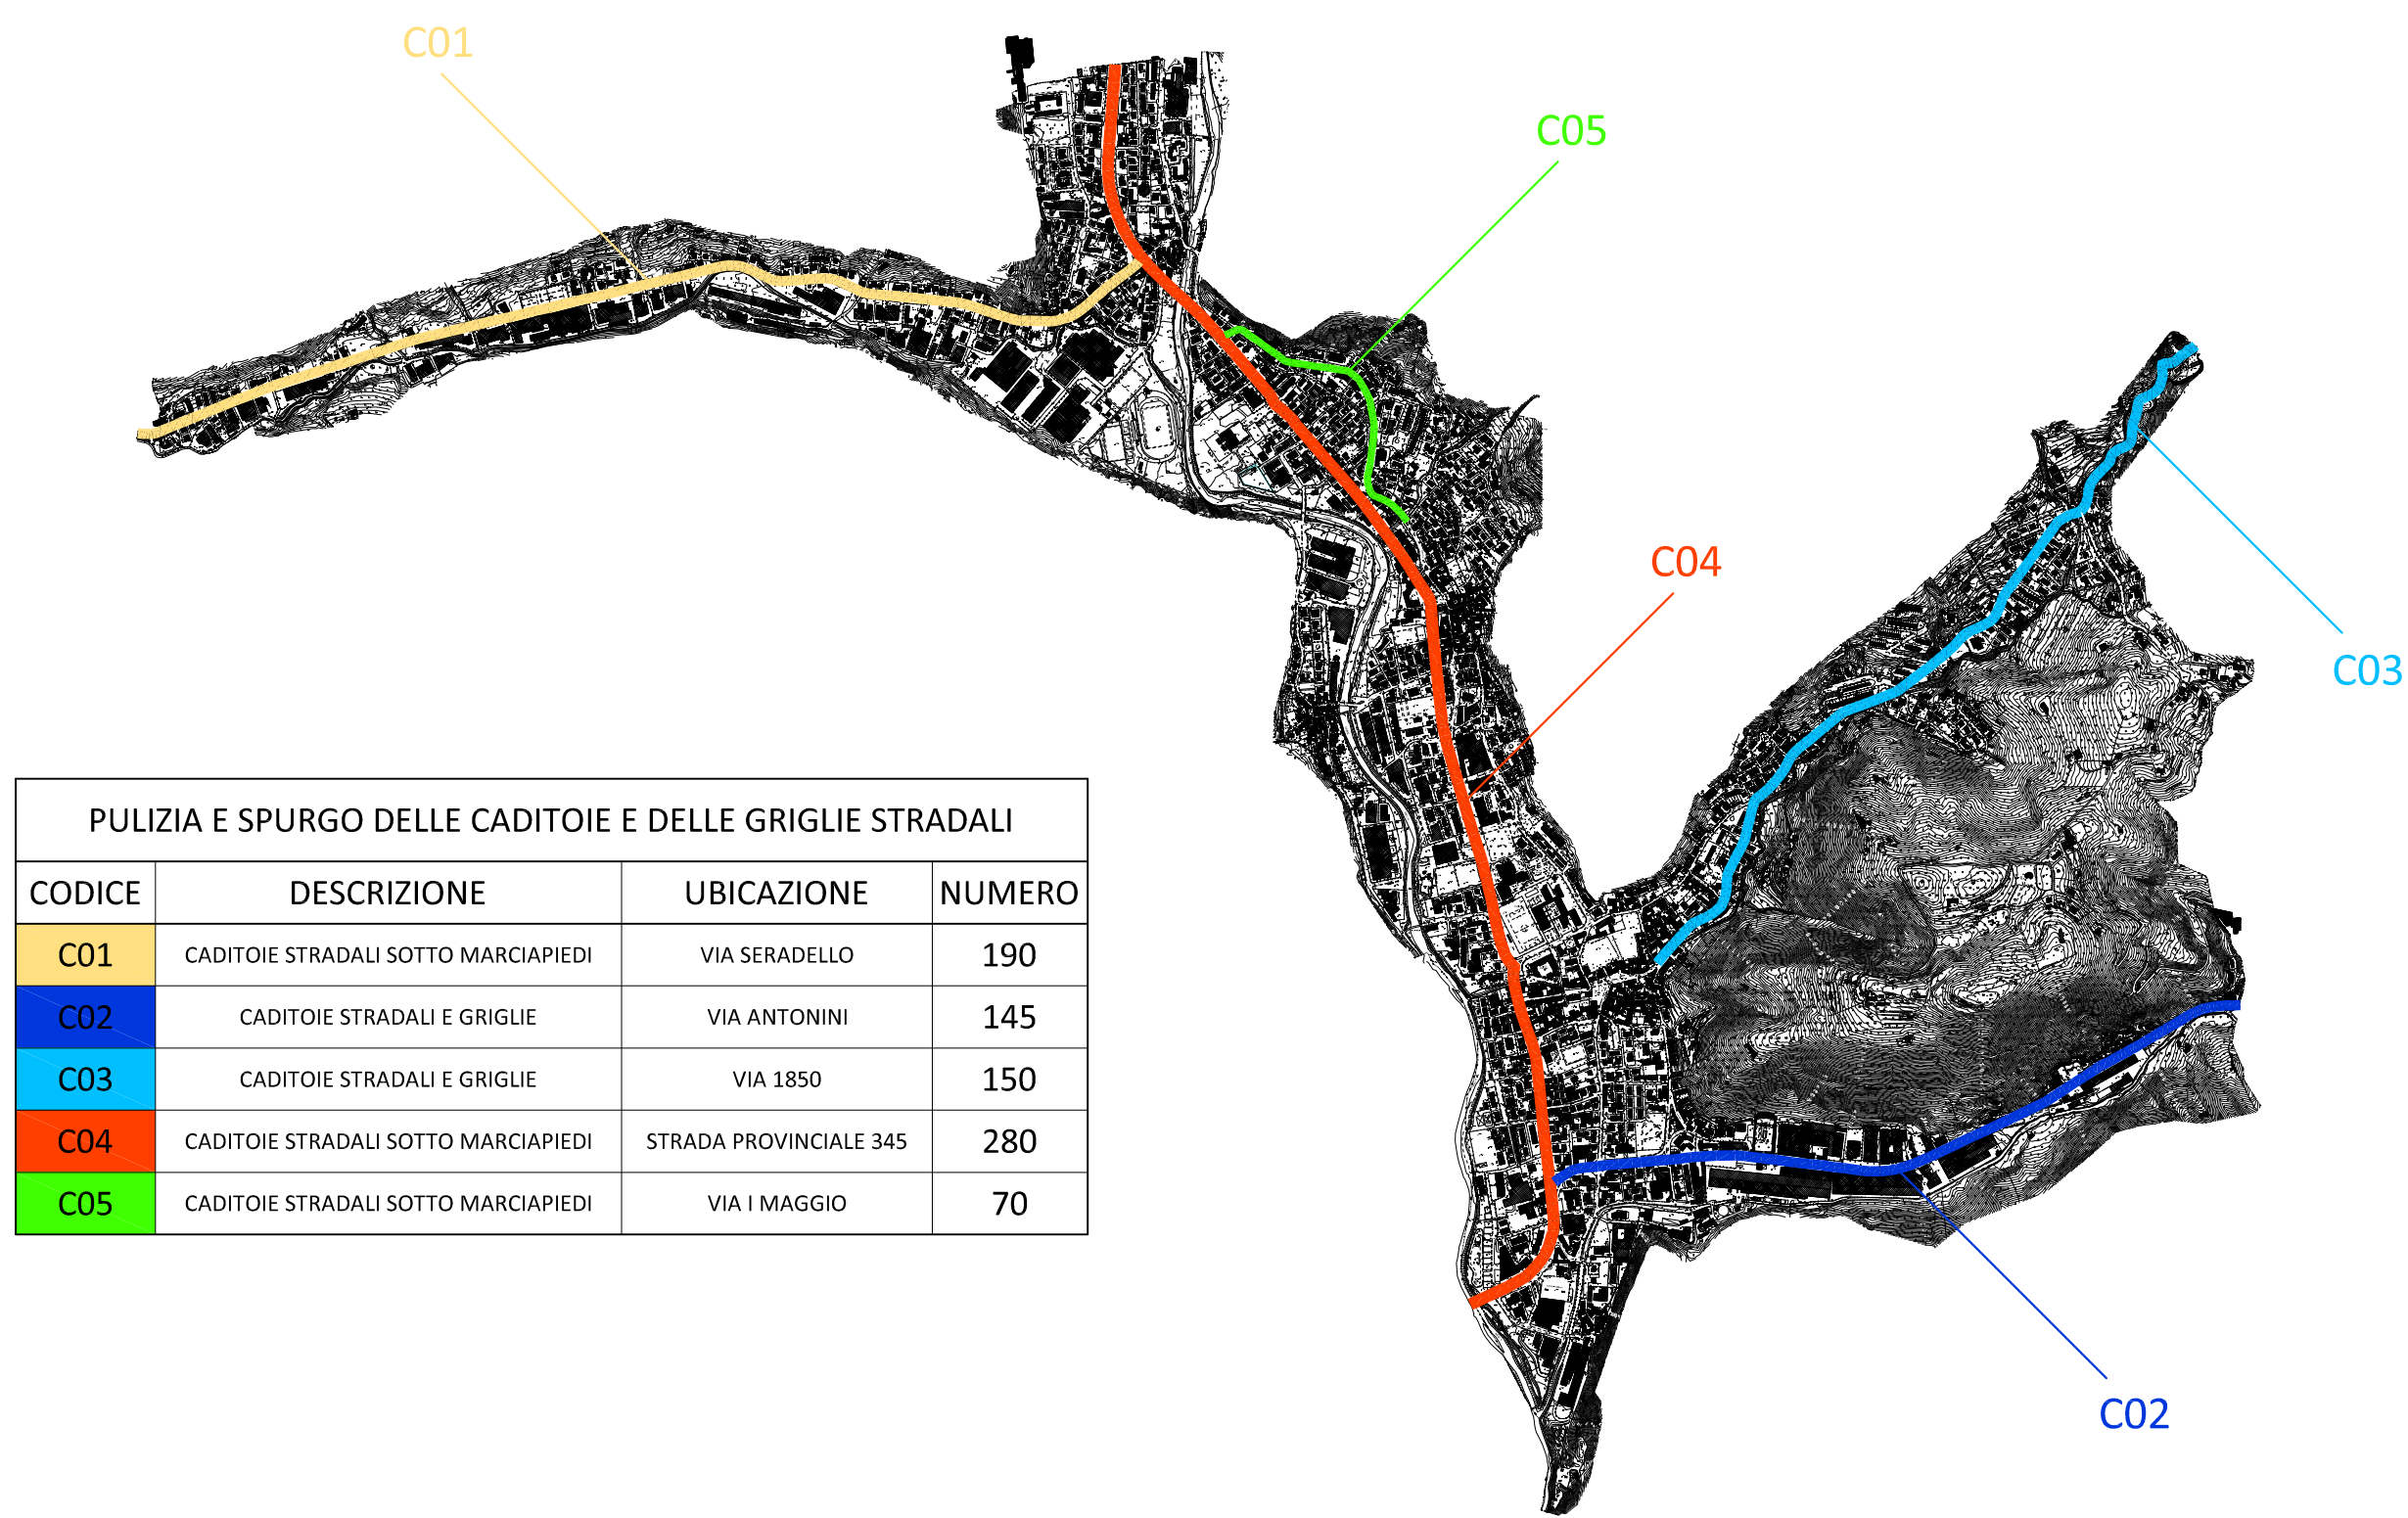 C01
C05
C04
C03
PULIZIA E SPURGO DELLE CADITOIE E DELLE GRIGLIE STRADALI
CODICE DESCRIZIONE UBICAZIONE NUMERO
C01 CADITOIE STRADALI SOTTO MARCIAPIEDI VIA SERADELLO 190
C02 CADITOIE STRADALI E GRIGLIE VIA ANTONINI 145
C03 CADITOIE STRADALI E GRIGLIE VIA 1850 150
C04 CADITOIE STRADALI SOTTO MARCIAPIEDI STRADA PROVINCIALE 345 280
C05 CADITOIE STRADALI SOTTO MARCIAPIEDI VIA I MAGGIO 70
C02